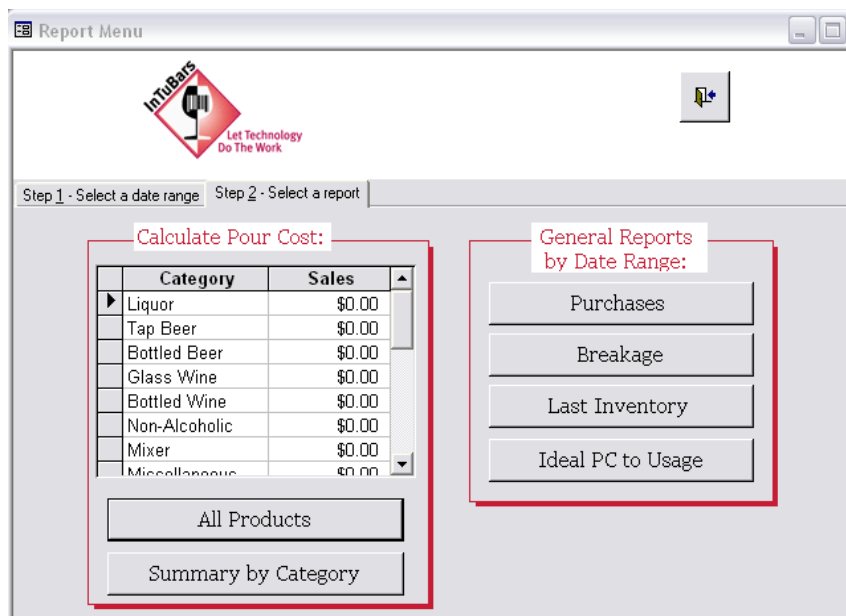 Report Menu
InTuBars
Let Technology
Do The Work
Step 1 - Select a date range
Step 2 - Select a report
Calculate Pour Cost:
Category Sales
Liquor $0.00
Tap Beer $0.00
Bottled Beer $0.00
Glass Wine $0.00
Bottled Wine $0.00
Non-Alcoholic $0.00
Mixer $0.00
Miscellaneous $0.00
All Products
Summary by Category
General Reports
by Date Range:
Purchases
Breakage
Last Inventory
Ideal PC to Usage